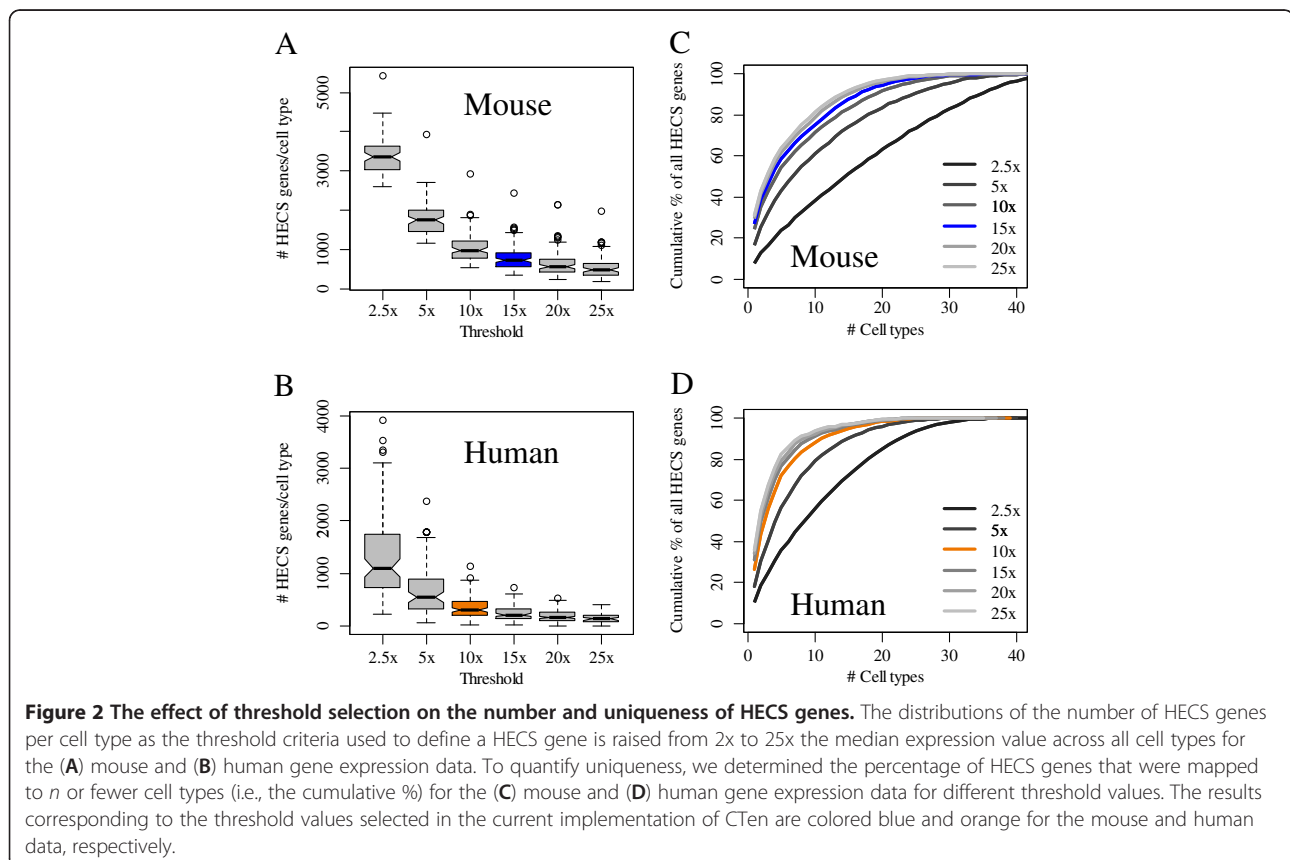 A
Mouse
# HECS genes/cell type
0
1000
3000
5000
2.5x 5x 10x 15x 20x 25x
Threshold
C
Cumulative % of all HECS genes
0
20
40
60
80
100
2.5x
5x
10x
15x
20x
25x
Mouse
0 10 20 30 40
# Cell types
B
Human
# HECS genes/cell type
0
1000
2000
3000
4000
2.5x 5x 10x 15x 20x 25x
Threshold
D
Cumulative % of all HECS genes
0
20
40
60
80
100
2.5x
5x
10x
15x
20x
25x
Human
0 10 20 30 40
# Cell types
Figure 2 The effect of threshold selection on the number and uniqueness of HECS genes. The distributions of the number of HECS genes
per cell type as the threshold criteria used to define a HECS gene is raised from 2x to 25x the median expression value across all cell types for
the (A) mouse and (B) human gene expression data. To quantify uniqueness, we determined the percentage of HECS genes that were mapped
to n or fewer cell types (i.e., the cumulative %) for the (C) mouse and (D) human gene expression data for different threshold values. The results
corresponding to the threshold values selected in the current implementation of CTen are colored blue and orange for the mouse and human
data, respectively.